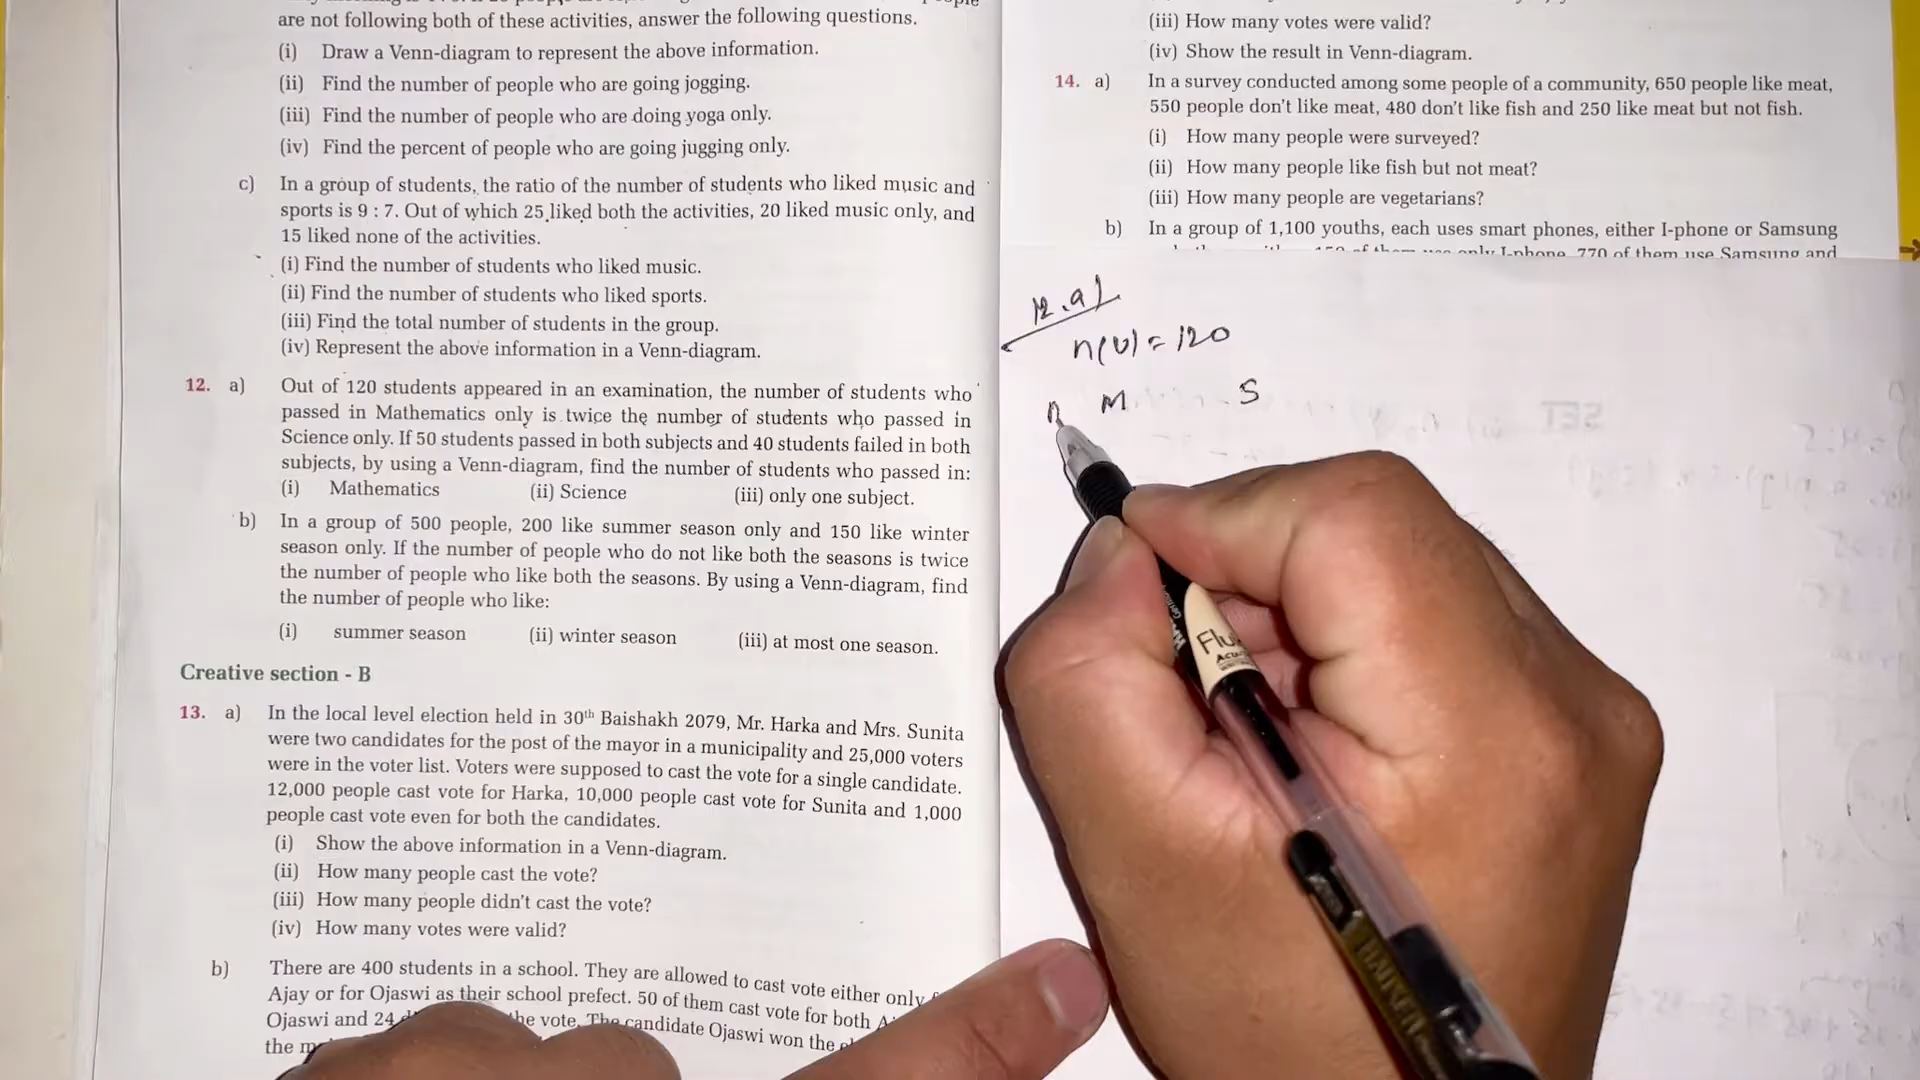 are not following both of these activities, answer the following questions.
(i) Draw a Venn-diagram to represent the above information.
(ii) Find the number of people who are going jogging.
(iii) Find the number of people who are doing yoga only.
(iv) Find the percent of people who are going jugging only.
c) In a group of students, the ratio of the number of students who liked music and
sports is 9 : 7. Out of which 25 liked both the activities, 20 liked music only, and
15 liked none of the activities.
(i) Find the number of students who liked music.
(ii) Find the number of students who liked sports.
(iii) Find the total number of students in the group.
(iv) Represent the above information in a Venn-diagram.
12. a) Out of 120 students appeared in an examination, the number of students who
passed in Mathematics only is twice the number of students who passed in
Science only. If 50 students passed in both subjects and 40 students failed in both
subjects, by using a Venn-diagram, find the number of students who passed in:
(i) Mathematics (ii) Science (iii) only one subject.
b) In a group of 500 people, 200 like summer season only and 150 like winter
season only. If the number of people who do not like both the seasons is twice
the number of people who like both the seasons. By using a Venn-diagram, find
the number of people who like:
(i) summer season (ii) winter season (iii) at most one season.
Creative section - B
13. a) In the local level election held in 30th Baishakh 2079, Mr. Harka and Mrs. Sunita
were two candidates for the post of the mayor in a municipality and 25,000 voters
were in the voter list. Voters were supposed to cast the vote for a single candidate.
12,000 people cast vote for Harka, 10,000 people cast vote for Sunita and 1,000
people cast vote even for both the candidates.
(i) Show the above information in a Venn-diagram.
(ii) How many people cast the vote?
(iii) How many people didn't cast the vote?
(iv) How many votes were valid?
b) There are 400 students in a school. They are allowed to cast vote either only
Ajay or for Ojaswi as their school prefect. 50 of them cast vote for both
Ojaswi and 24 the vote. The candidate Ojaswi won the
the
(iii) How many votes were valid?
(iv) Show the result in Venn-diagram.
14. a) In a survey conducted among some people of a community, 650 people like meat,
550 people don't like meat, 480 don't like fish and 250 like meat but not fish.
(i) How many people were surveyed?
(ii) How many people like fish but not meat?
(iii) How many people are vegetarians?
b) In a group of 1,100 youths, each uses smart phones, either I-phone or Samsung
of them use only I-phone, 770 of them use Samsung and
12.a)
n(U) = 120
n M S